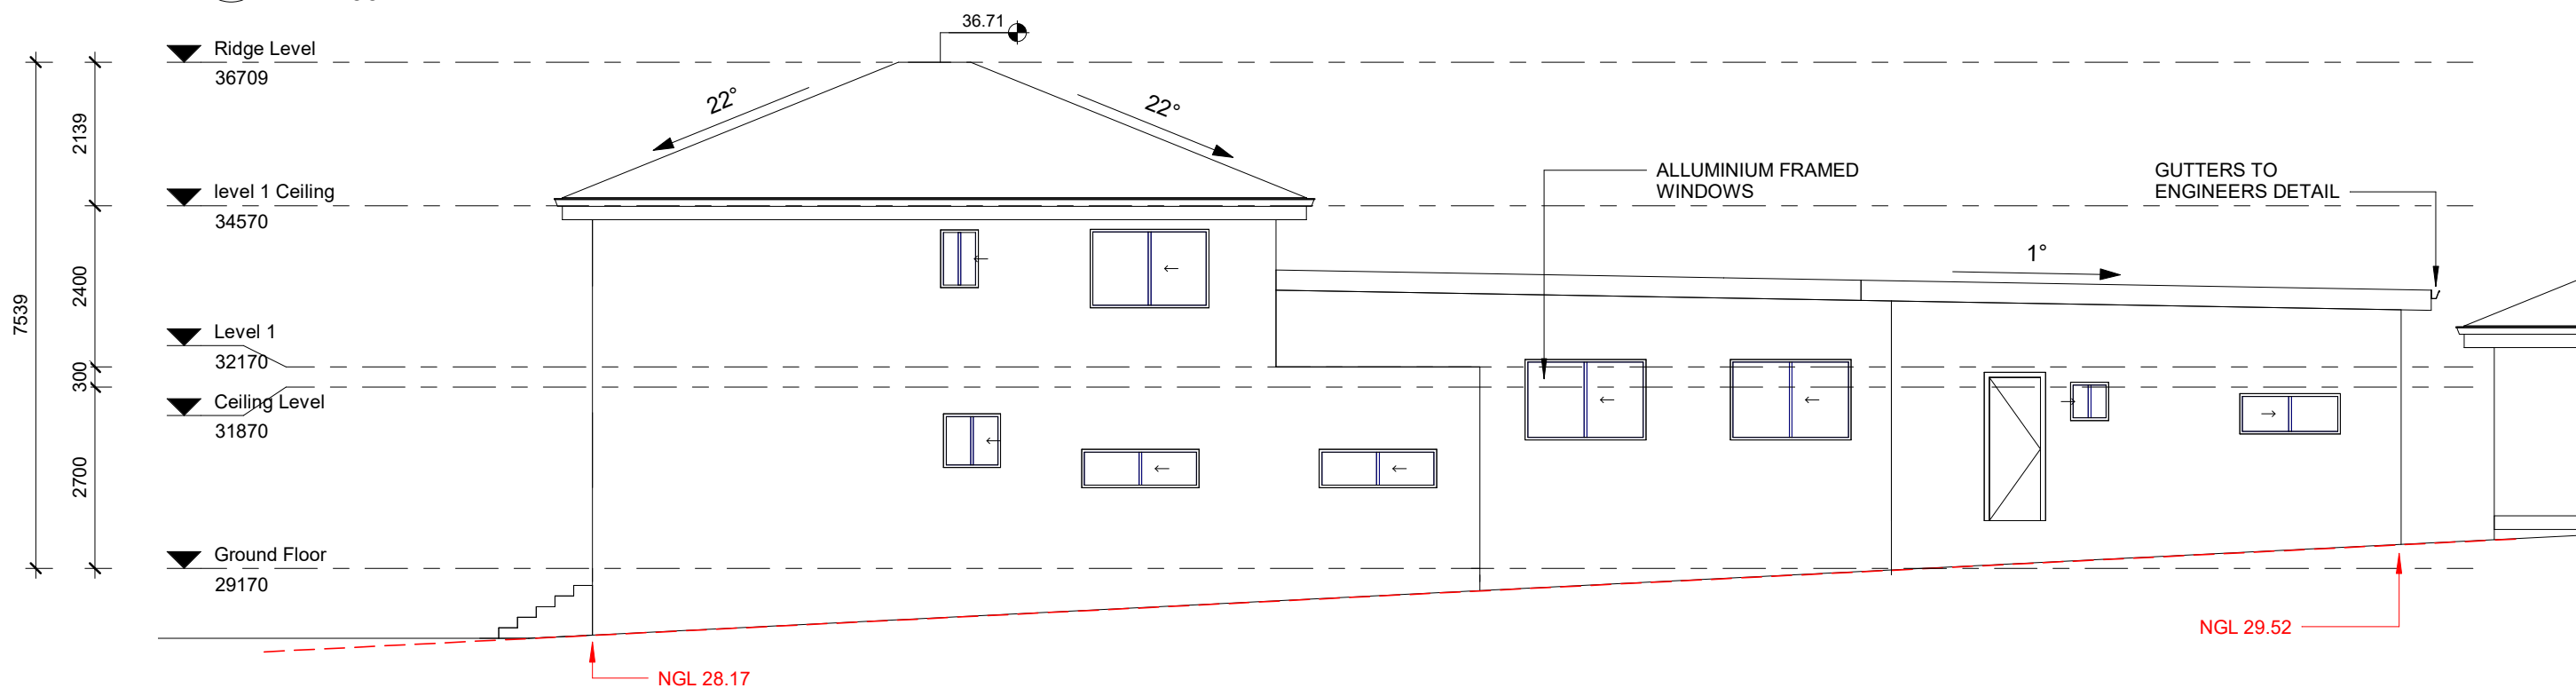 36.71
Ridge Level
36709
22°
22°
2139
level 1 Ceiling
34570
ALLUMINIUM FRAMED
WINDOWS
GUTTERS TO
ENGINEERS DETAIL
1°
2400
7539
Level 1
32170
300
Ceiling Level
31870
2700
Ground Floor
29170
NGL 29.52
NGL 28.17